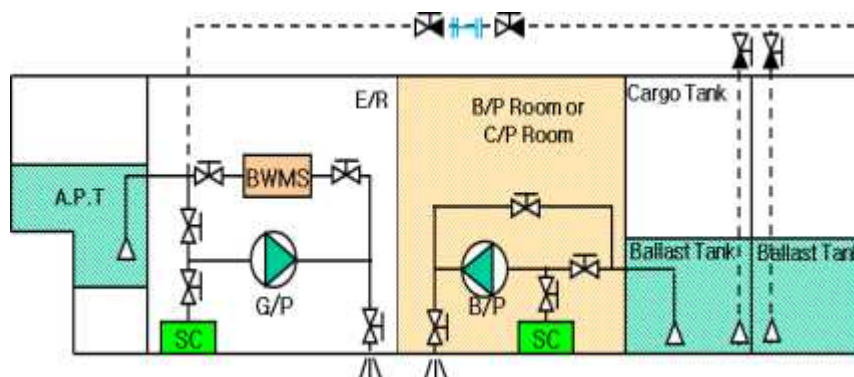 E/R
B/P Room or
C/P Room
Cargo Tank
BWMS
A.P.T
Ballast Tank
Ballast Tank
G/P
B/P
SC
SC